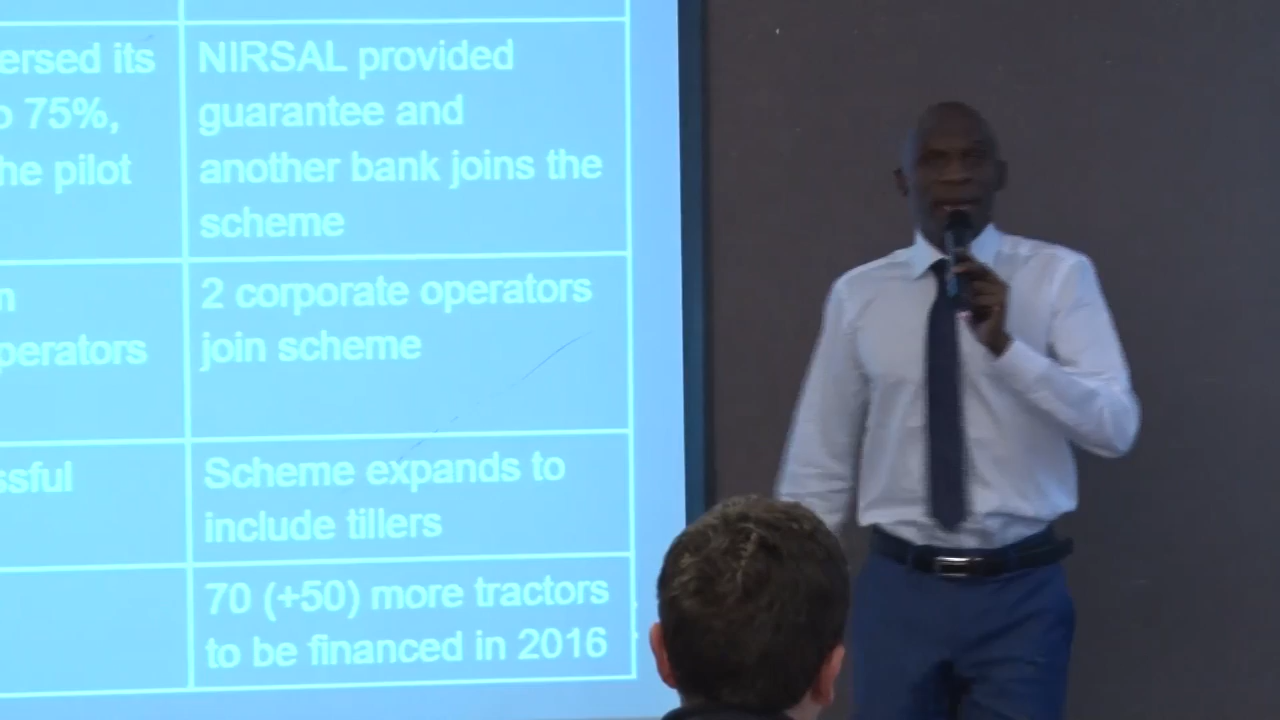 ersed its
o 75%,
he pilot
NIRSAL provided
guarantee and
another bank joins the
scheme
n
perators
2 corporate operators
join scheme
ssful
Scheme expands to
include tillers
70 (+50) more tractors
to be financed in 2016